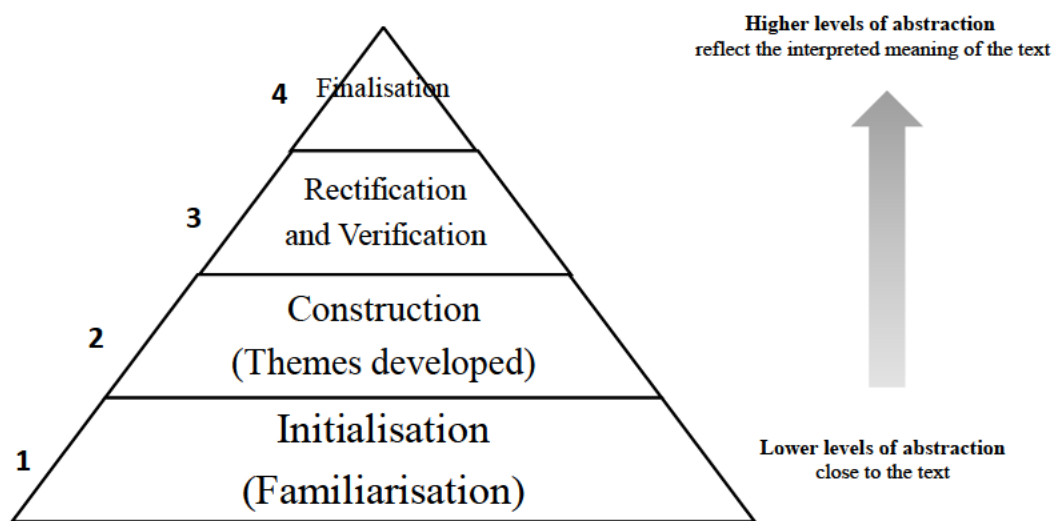 Higher levels of abstraction
reflect the interpreted meaning of the text
4
Finalisation
3
Rectification
and Verification
2
Construction
(Themes developed)
1
Initialisation
(Familiarisation)
Lower levels of abstraction
close to the text